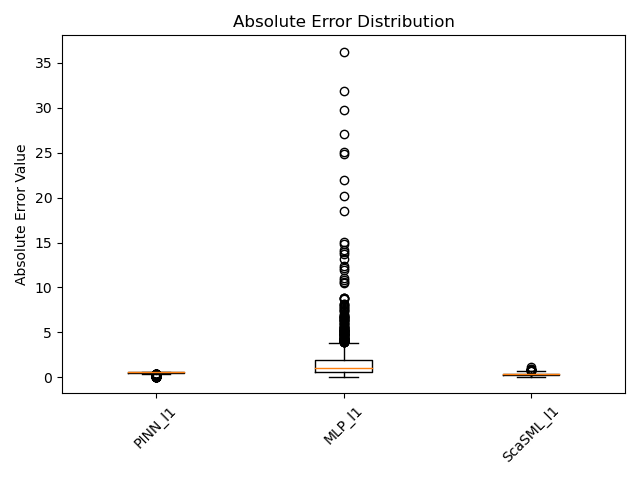 Absolute Error Distribution
Absolute Error Value
35
30
25
20
15
10
5
0
PINN_l1
MLP_l1
ScaSML_l1